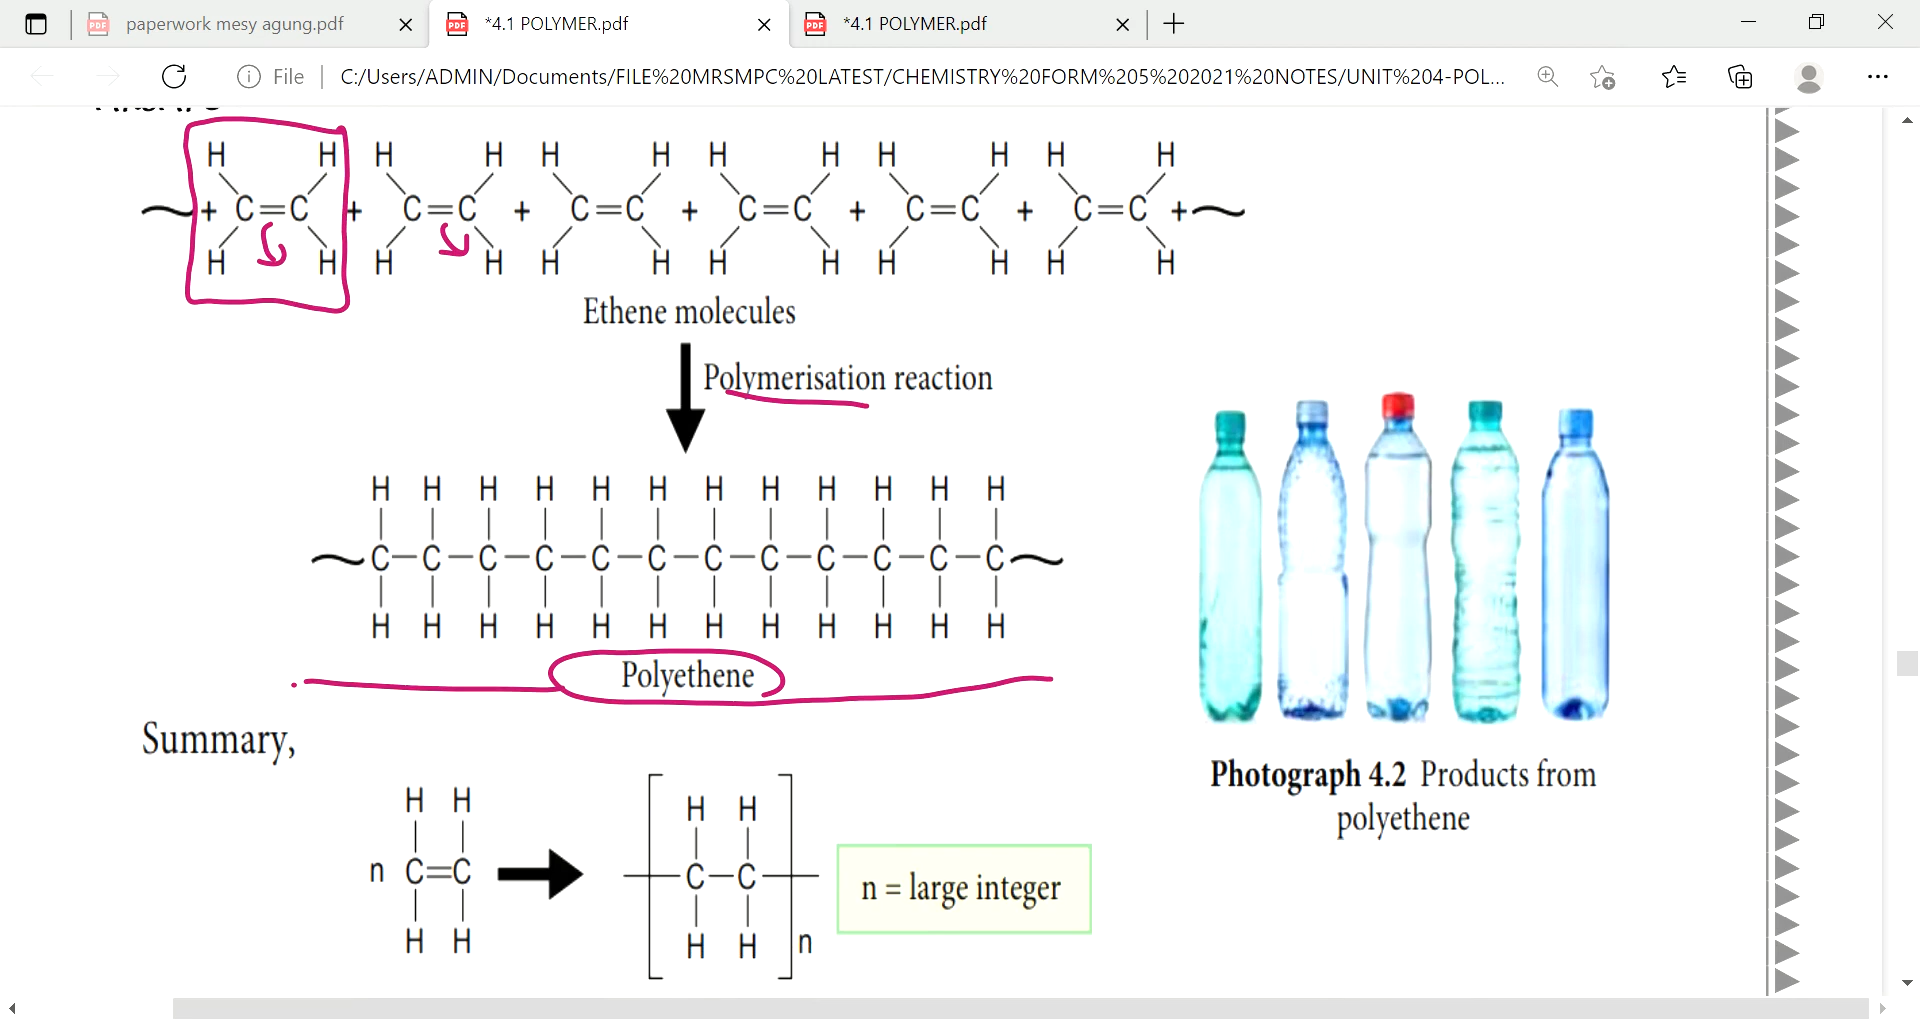 paperwork mesy agung.pdf
*4.1 POLYMER.pdf
*4.1 POLYMER.pdf
File
C:/Users/ADMIN/Documents/FILE%20MRSMPC%20LATEST/CHEMISTRY%20FORM%205%202021%20NOTES/UNIT%204-POL...
H H H H H H H H H H H H
+ C=C + C=C + C=C + C=C + C=C + C=C +
H H H H H H H H H H H H
Ethene molecules
Polymerisation reaction
H H H H H H H H H H H H
C—C—C—C—C—C—C—C—C—C—C—C
H H H H H H H H H H H H
Polyethene
Summary,
H H
n C=C
H H
H H
C—C
H H n
n = large integer
Photograph 4.2 Products from
polyethene